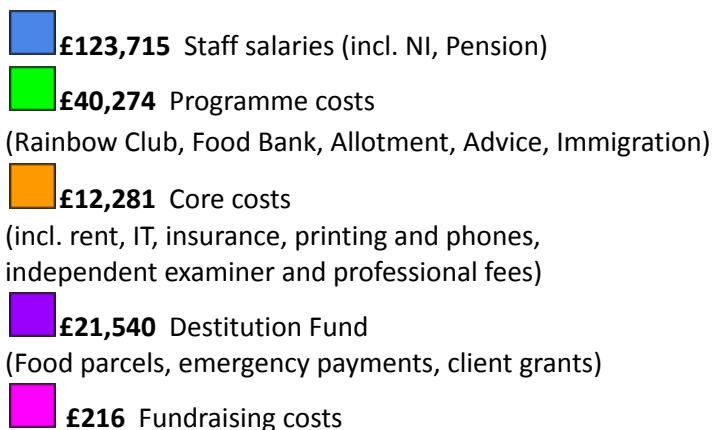 £123,715 Staff salaries (incl. NI, Pension)
£40,274 Programme costs
(Rainbow Club, Food Bank, Allotment, Advice, Immigration)
£12,281 Core costs
(incl. rent, IT, insurance, printing and phones,
independent examiner and professional fees)
£21,540 Destitution Fund
(Food parcels, emergency payments, client grants)
£216 Fundraising costs